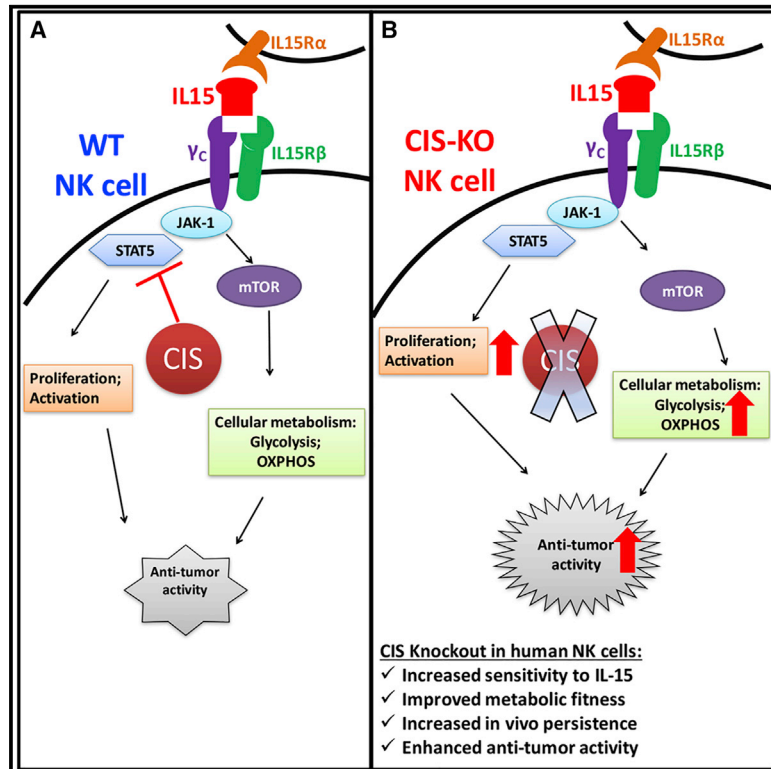 A
IL15Rα
IL15
WT
NK cell
γc
IL15Rβ
JAK-1
STAT5
mTOR
CIS
Proliferation;
Activation
Cellular metabolism:
Glycolysis;
OXPHOS
Anti-tumor
activity
B
IL15Rα
IL15
CIS-KO
NK cell
γc
IL15Rβ
JAK-1
STAT5
mTOR
Proliferation;
Activation
CIS
Cellular metabolism:
Glycolysis;
OXPHOS
Anti-tumor
activity
CIS Knockout in human NK cells:
✓ Increased sensitivity to IL-15
✓ Improved metabolic fitness
✓ Increased in vivo persistence
✓ Enhanced anti-tumor activity